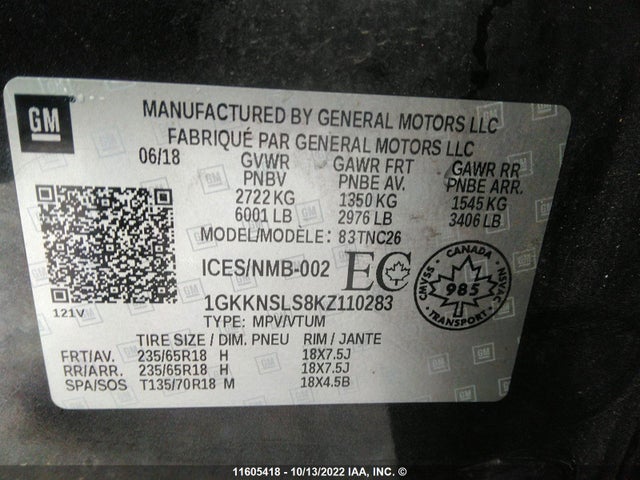 GM
MANUFACTURED BY GENERAL MOTORS LLC
FABRIQUÉ PAR GENERAL MOTORS LLC
06/18 GVWR GAWR FRT GAWR RR
PNBV PNBE AV. PNBE ARR.
2722 KG 1350 KG 1545 KG
6001 LB 2976 LB 3406 LB
MODEL/MODÈLE: 83TNC26
ICES/NMB-002 EC
CANADA
CMVSS 985 NSVAC
TRANSPORT
1GKKNSLS8KZ110283
121V TYPE: MPV/VTUM
TIRE SIZE / DIM. PNEU RIM / JANTE
FRT/AV. 235/65R18 H 18X7.5J
RR/ARR. 235/65R18 H 18X7.5J
SPA/SOS T135/70R18 M 18X4.5B
11605418 - 10/13/2022 IAA, Inc. ©